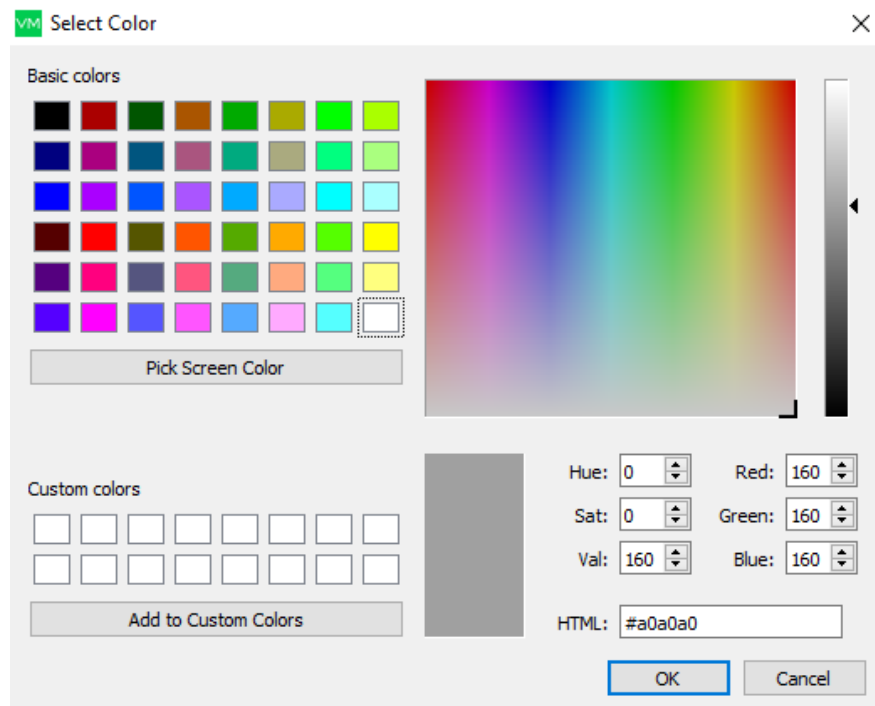 VM Select Color
Basic colors
Pick Screen Color
Custom colors
Add to Custom Colors
Hue: 0 Red: 160
Sat: 0 Green: 160
Val: 160 Blue: 160
HTML: #a0a0a0
OK Cancel